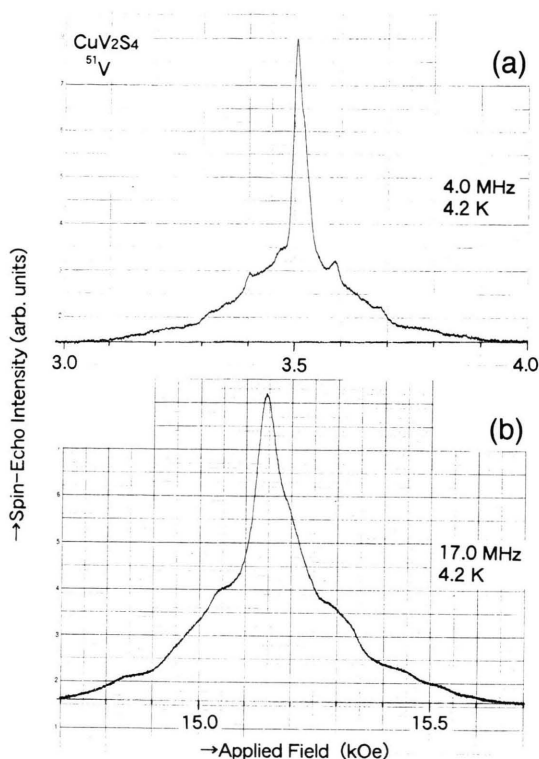 CuV2S4
51V
(a)
4.0 MHz
4.2 K
3.0 3.5 4.0
→Spin-Echo Intensity (arb. units)
(b)
17.0 MHz
4.2 K
15.0 15.5
→Applied Field (kOe)